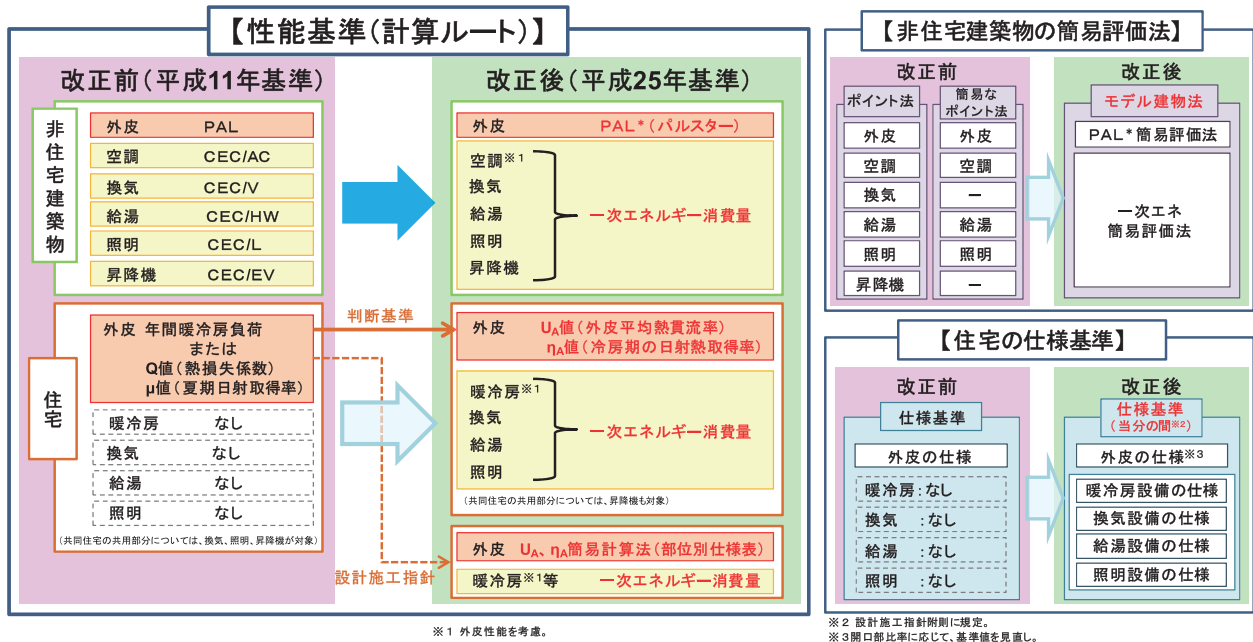 【性能基準(計算ルート)】
改正前(平成11年基準)
改正後(平成25年基準)
非住宅建築物
外皮 PAL
空調 CEC/AC
換気 CEC/V
給湯 CEC/HW
照明 CEC/L
昇降機 CEC/EV
外皮 PAL*(パルスター)
空調※1
換気
給湯
照明
昇降機
一次エネルギー消費量
住宅
外皮 年間暖冷房負荷
または
Q値(熱損失係数)
μ値(夏期日射取得率)
暖冷房 なし
換気 なし
給湯 なし
照明 なし
(共同住宅の共用部分については、換気、照明、昇降機が対象)
判断基準
設計施工指針
外皮 UA値(外皮平均熱貫流率)
ηA値(冷房期の日射熱取得率)
暖冷房※1
換気
給湯
照明
一次エネルギー消費量
(共同住宅の共用部分については、昇降機も対象)
外皮 UA、ηA簡易計算法(部位別仕様表)
暖冷房※1等 一次エネルギー消費量
※1 外皮性能を考慮。
【非住宅建築物の簡易評価法】
改正前
改正後
ポイント法
外皮
空調
換気
給湯
照明
昇降機
簡易な
ポイント法
外皮
空調
－
給湯
照明
－
モデル建物法
PAL*簡易評価法
一次エネ
簡易評価法
【住宅の仕様基準】
改正前
改正後
仕様基準
外皮の仕様
暖冷房:なし
換気 :なし
給湯 :なし
照明 :なし
仕様基準
(当分の間※2)
外皮の仕様※3
暖冷房設備の仕様
換気設備の仕様
給湯設備の仕様
照明設備の仕様
※2 設計施工指針附則に規定。
※3開口部比率に応じて、基準値を見直し。